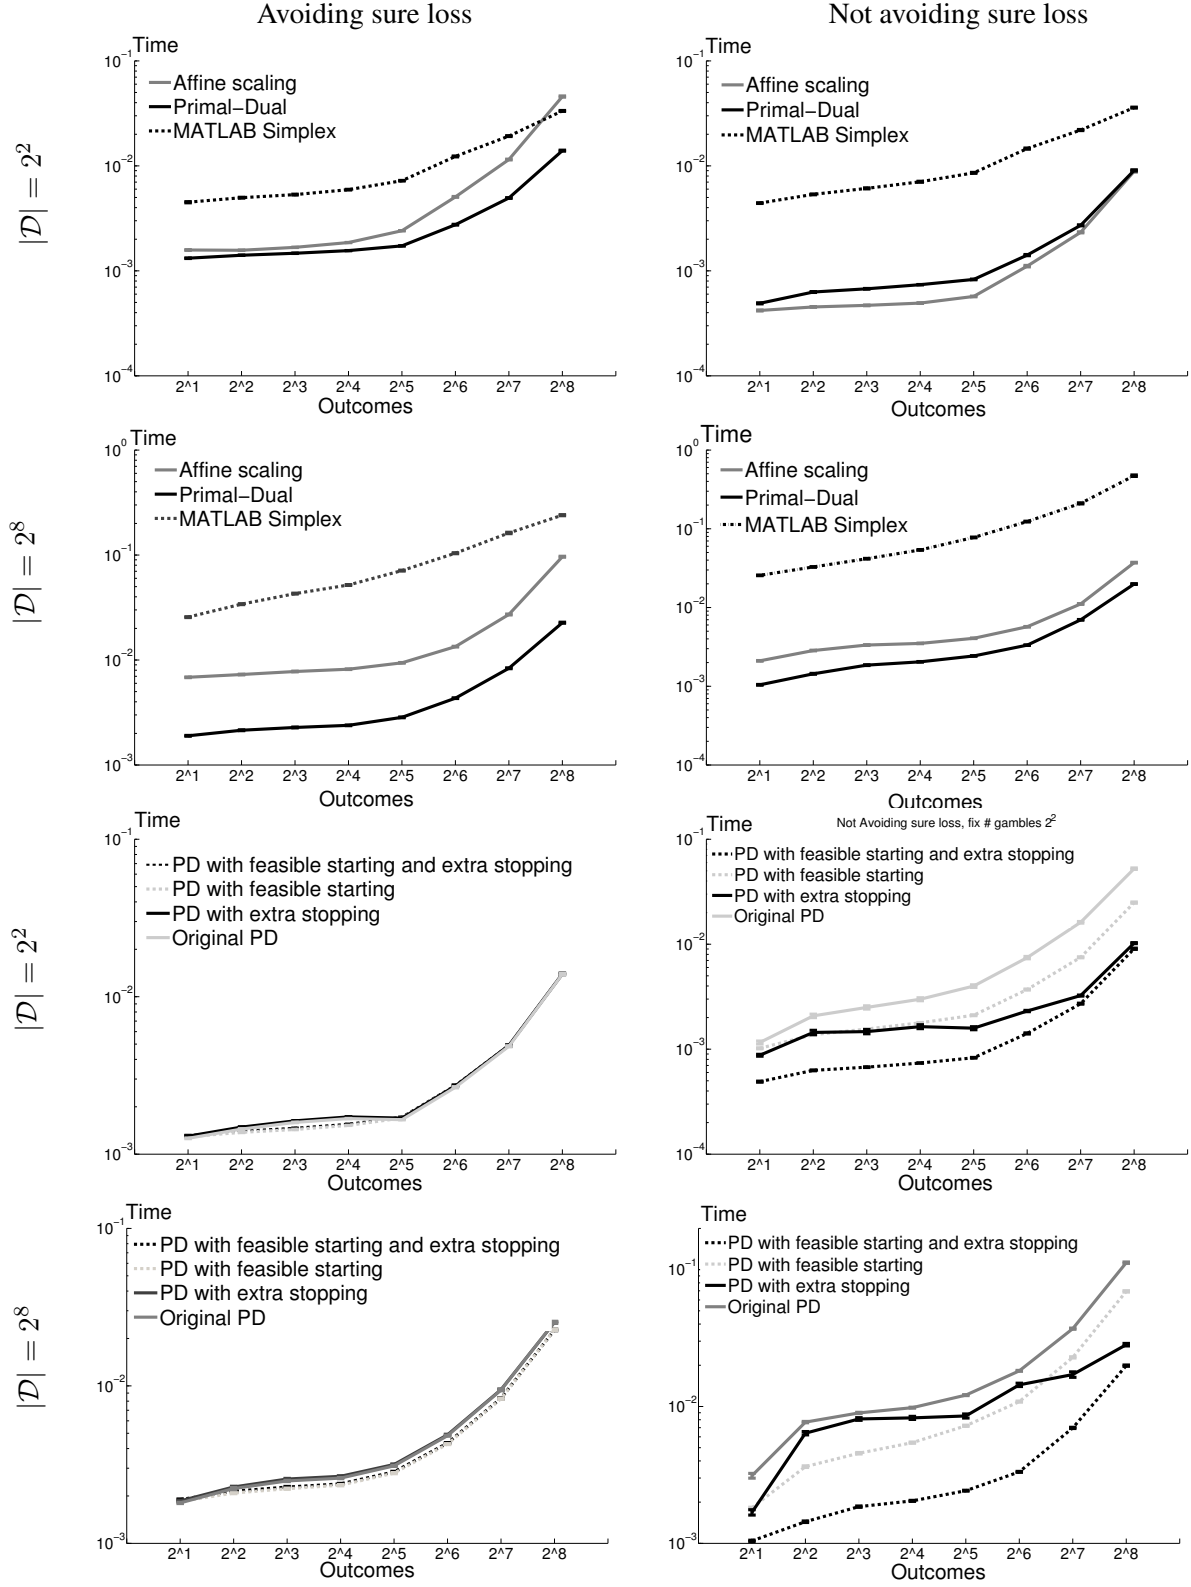 Avoiding sure loss
Not avoiding sure loss
|𝒟| = 2²
Time
10⁻¹
10⁻²
10⁻³
10⁻⁴
Affine scaling
Primal−Dual
MATLAB Simplex
2^1 2^2 2^3 2^4 2^5 2^6 2^7 2^8
Outcomes
Time
10⁻¹
10⁻²
10⁻³
10⁻⁴
Affine scaling
Primal−Dual
MATLAB Simplex
2^1 2^2 2^3 2^4 2^5 2^6 2^7 2^8
Outcomes
|𝒟| = 2⁸
Time
10⁰
10⁻¹
10⁻²
10⁻³
Affine scaling
Primal−Dual
MATLAB Simplex
2^1 2^2 2^3 2^4 2^5 2^6 2^7 2^8
Outcomes
Time
10⁰
10⁻¹
10⁻²
10⁻³
10⁻⁴
Affine scaling
Primal−Dual
MATLAB Simplex
2^1 2^2 2^3 2^4 2^5 2^6 2^7 2^8
Outcomes
|𝒟| = 2²
Time
10⁻¹
10⁻²
10⁻³
PD with feasible starting and extra stopping
PD with feasible starting
PD with extra stopping
Original PD
2^1 2^2 2^3 2^4 2^5 2^6 2^7 2^8
Outcomes
Time
Not Avoiding sure loss, fix # gambles 2²
10⁻¹
10⁻²
10⁻³
10⁻⁴
PD with feasible starting and extra stopping
PD with feasible starting
PD with extra stopping
Original PD
2^1 2^2 2^3 2^4 2^5 2^6 2^7 2^8
Outcomes
|𝒟| = 2⁸
Time
10⁻¹
10⁻²
10⁻³
PD with feasible starting and extra stopping
PD with feasible starting
PD with extra stopping
Original PD
2^1 2^2 2^3 2^4 2^5 2^6 2^7 2^8
Outcomes
Time
10⁻¹
10⁻²
10⁻³
PD with feasible starting and extra stopping
PD with feasible starting
PD with extra stopping
Original PD
2^1 2^2 2^3 2^4 2^5 2^6 2^7 2^8
Outcomes